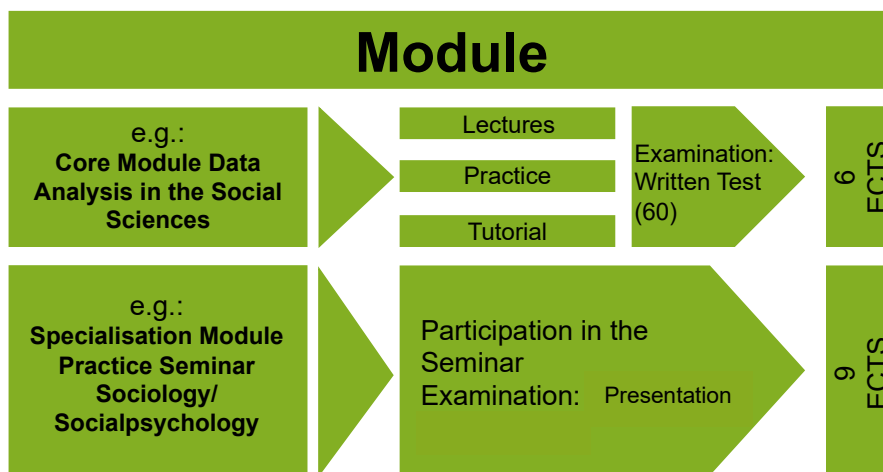 Module
e.g.:
Core Module Data
Analysis in the Social
Sciences
Lectures
Practice
Tutorial
Examination:
Written Test
(60)
6
ECTS
e.g.:
Specialisation Module
Practice Seminar
Sociology/
Socialpsychology
Participation in the
Seminar
Examination: Presentation
9
ECTS